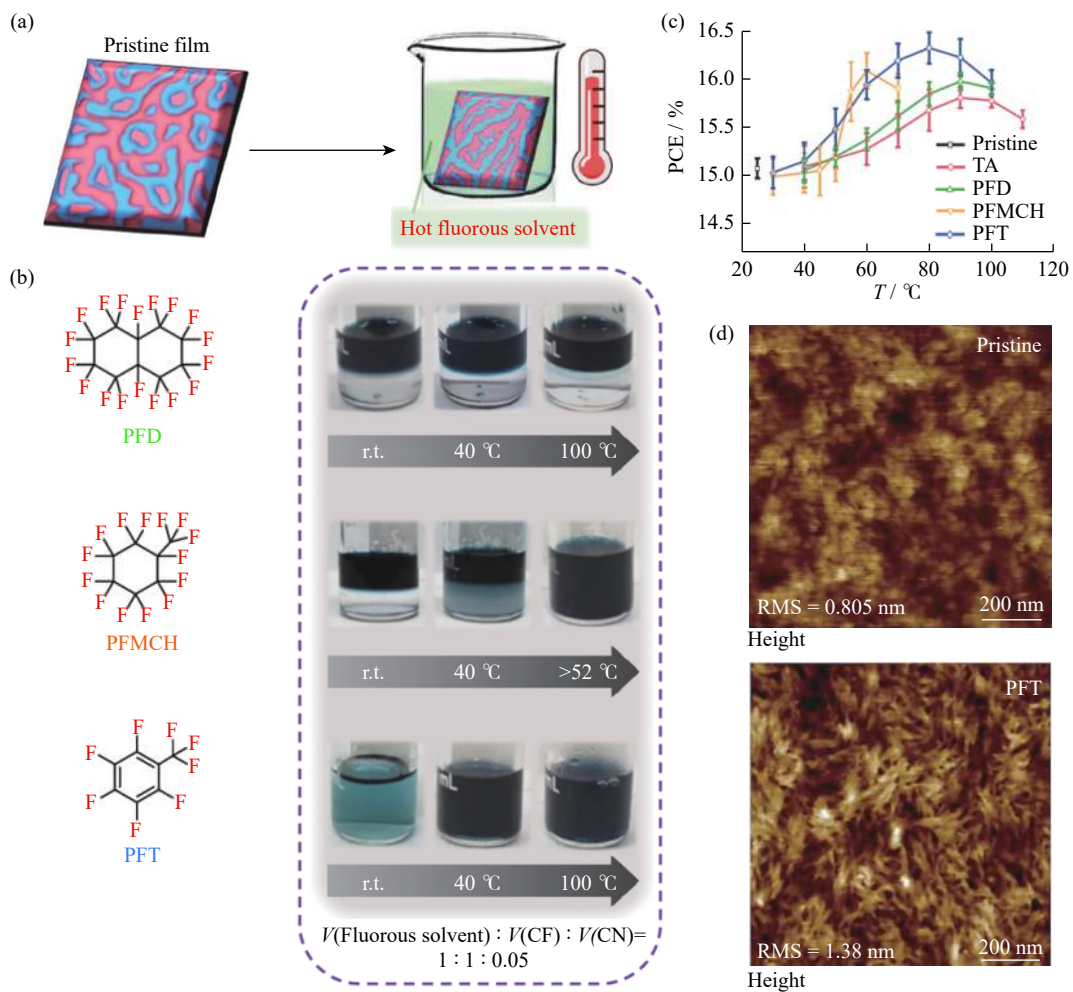 (a)
Pristine film
Hot fluorous solvent
(b)
F F F F
F F
F F
F F F F F F
PFD
r.t. 40 ℃ 100 ℃
F F F F
F F
F F
F F
F F
F F
PFMCH
r.t. 40 ℃ >52 ℃
F F
F F
F
F F
F
PFT
r.t. 40 ℃ 100 ℃
V(Fluorous solvent)∶V(CF)∶V(CN)=
1∶1∶0.05
(c)
16.5
16.0
15.5
15.0
14.5
PCE / %
Pristine
TA
PFD
PFMCH
PFT
20 40 60 80 100 120
T / ℃
(d)
Pristine
RMS = 0.805 nm
200 nm
Height
PFT
RMS = 1.38 nm
200 nm
Height